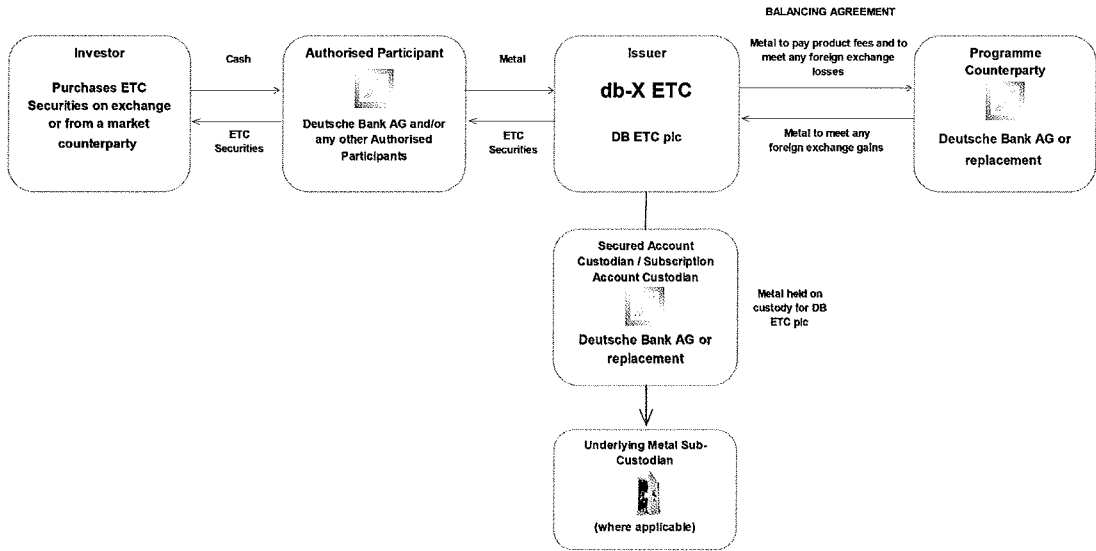 BALANCING AGREEMENT
Investor
Purchases ETC
Securities on exchange
or from a market
counterparty
Cash
ETC
Securities
Authorised Participant
Deutsche Bank AG and/or
any other Authorised
Participants
Metal
ETC
Securities
Issuer
db-X ETC
DB ETC plc
Metal to pay product fees and to
meet any foreign exchange
losses
Metal to meet any
foreign exchange gains
Programme
Counterparty
Deutsche Bank AG or
replacement
Secured Account
Custodian / Subscription
Account Custodian
Deutsche Bank AG or
replacement
Metal held on
custody for DB
ETC plc
Underlying Metal Sub-
Custodian
(where applicable)